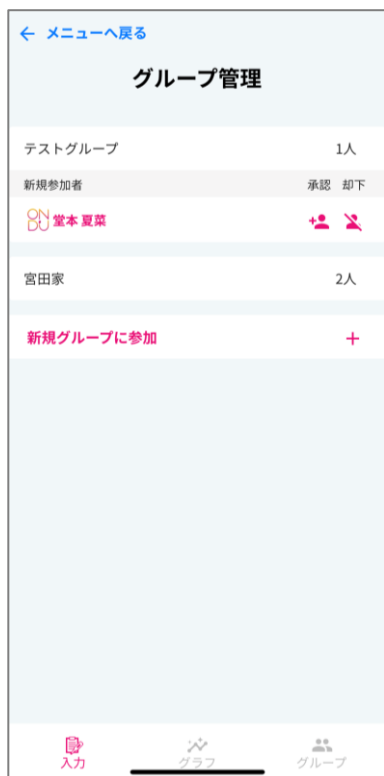 ← メニューへ戻る
グループ管理
テストグループ 1人
新規参加者 承認 却下
ONDU 堂本 夏菜
宮田家 2人
新規グループに参加 +
入力 グラフ グループ